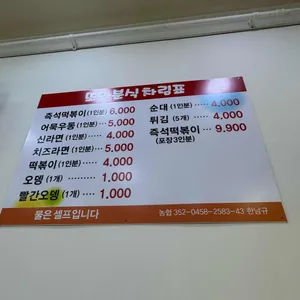 분식 차림표
즉석떡볶이(1인분) 6,000
어묵우동(1인분) ···· 5,000
신라면(1인분) ···· 4,000
치즈라면(1인분) ···· 5,000
떡볶이(1인분) ···· 4,000
오뎅(1개) ········ 1.000
빨간오뎅(1개) ···· 1.000
순대(1인분) ···· 4,000
튀김(5개) ···· 4,000
즉석떡볶이 ···· 9,900
(포장3인분)
물은 셀프입니다
농협 352-0458-2583-43 한남규